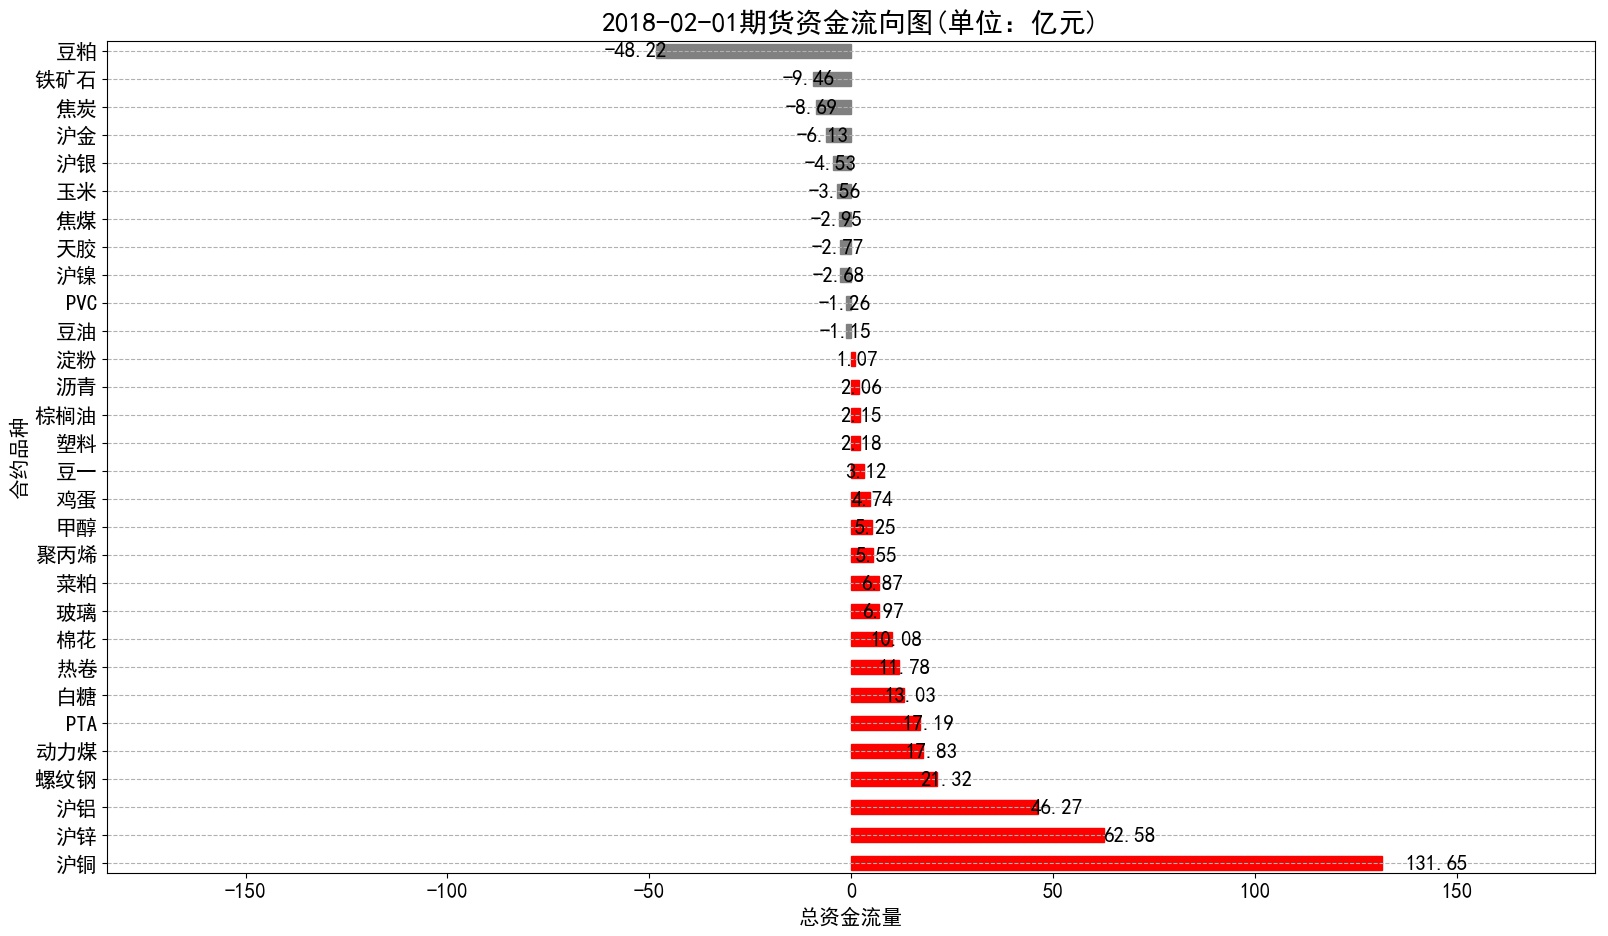 2018-02-01期货资金流向图(单位：亿元)
合约品种
豆粕 -48.22
铁矿石 -9.46
焦炭 -8.69
沪金 -6.13
沪银 -4.53
玉米 -3.56
焦煤 -2.95
天胶 -2.77
沪镍 -2.68
PVC -1.26
豆油 -1.15
淀粉 1.07
沥青 2.06
棕榈油 2.15
塑料 2.18
豆一 3.12
鸡蛋 4.74
甲醇 5.25
聚丙烯 5.55
菜粕 6.87
玻璃 6.97
棉花 10.08
热卷 11.78
白糖 13.03
PTA 17.19
动力煤 17.83
螺纹钢 21.32
沪铝 46.27
沪锌 62.58
沪铜 131.65
-150 -100 -50 0 50 100 150
总资金流量